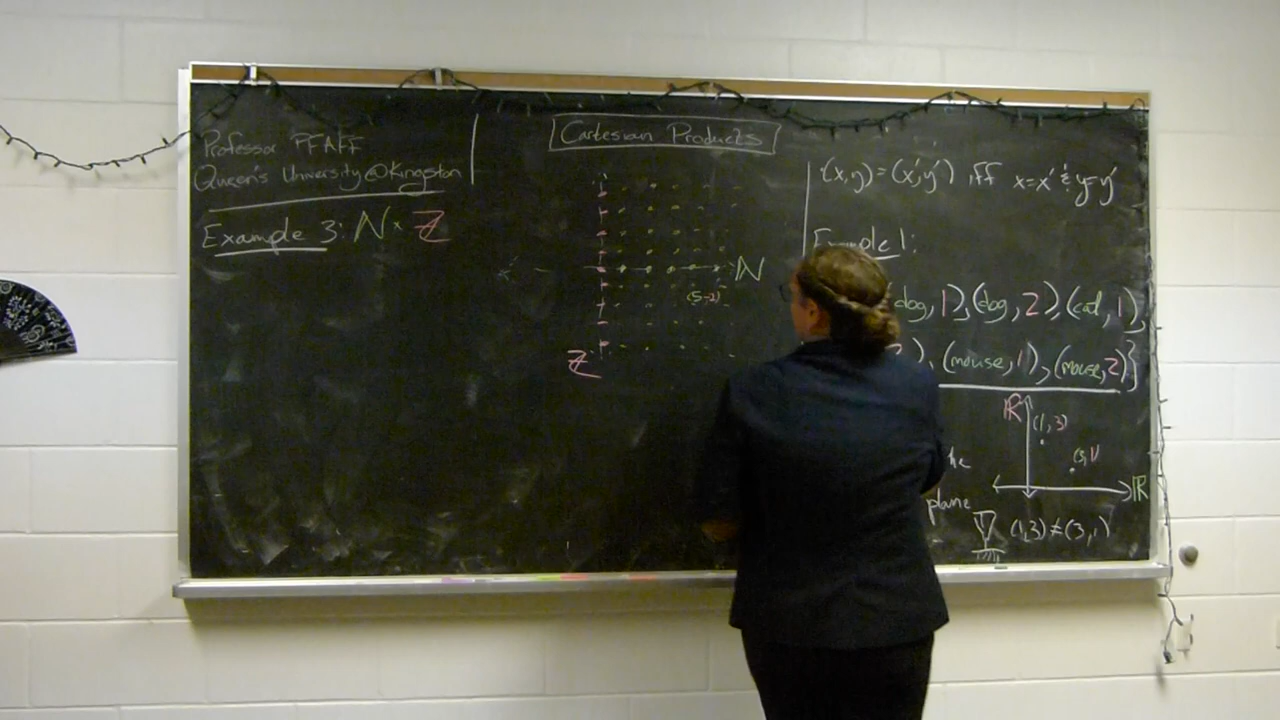 Professor PFAFF
Queen's University @Kingston
Example 3: N × Z
Cartesian Products
N
(5,-2)
Z
(x,y)=(x',y') iff x=x' & y=y'
Example 1:
dog, 1), (dog, 2), (cat, 1),
), (mouse, 1), (mouse, 2)}
R
(1,3)
(3,1)
R
the
plane
(1,3)≠(3,1)